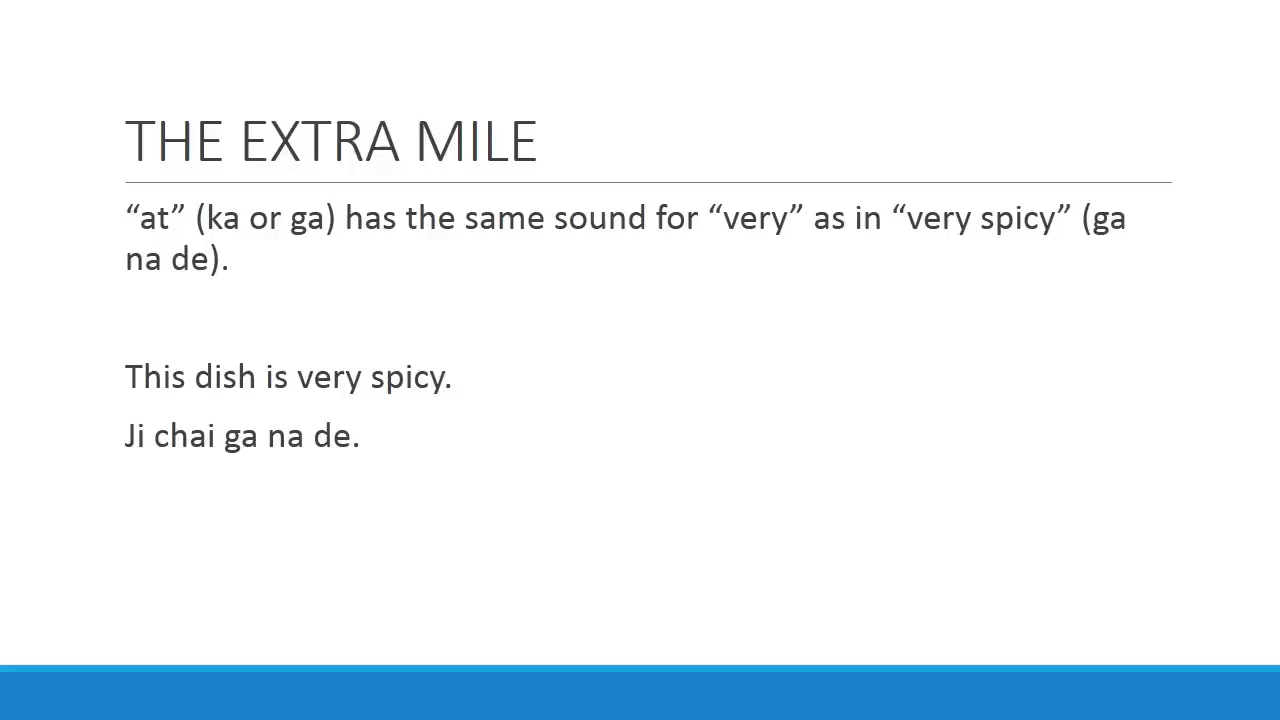 THE EXTRA MILE
“at” (ka or ga) has the same sound for “very” as in “very spicy” (ga
na de).
This dish is very spicy.
Ji chai ga na de.